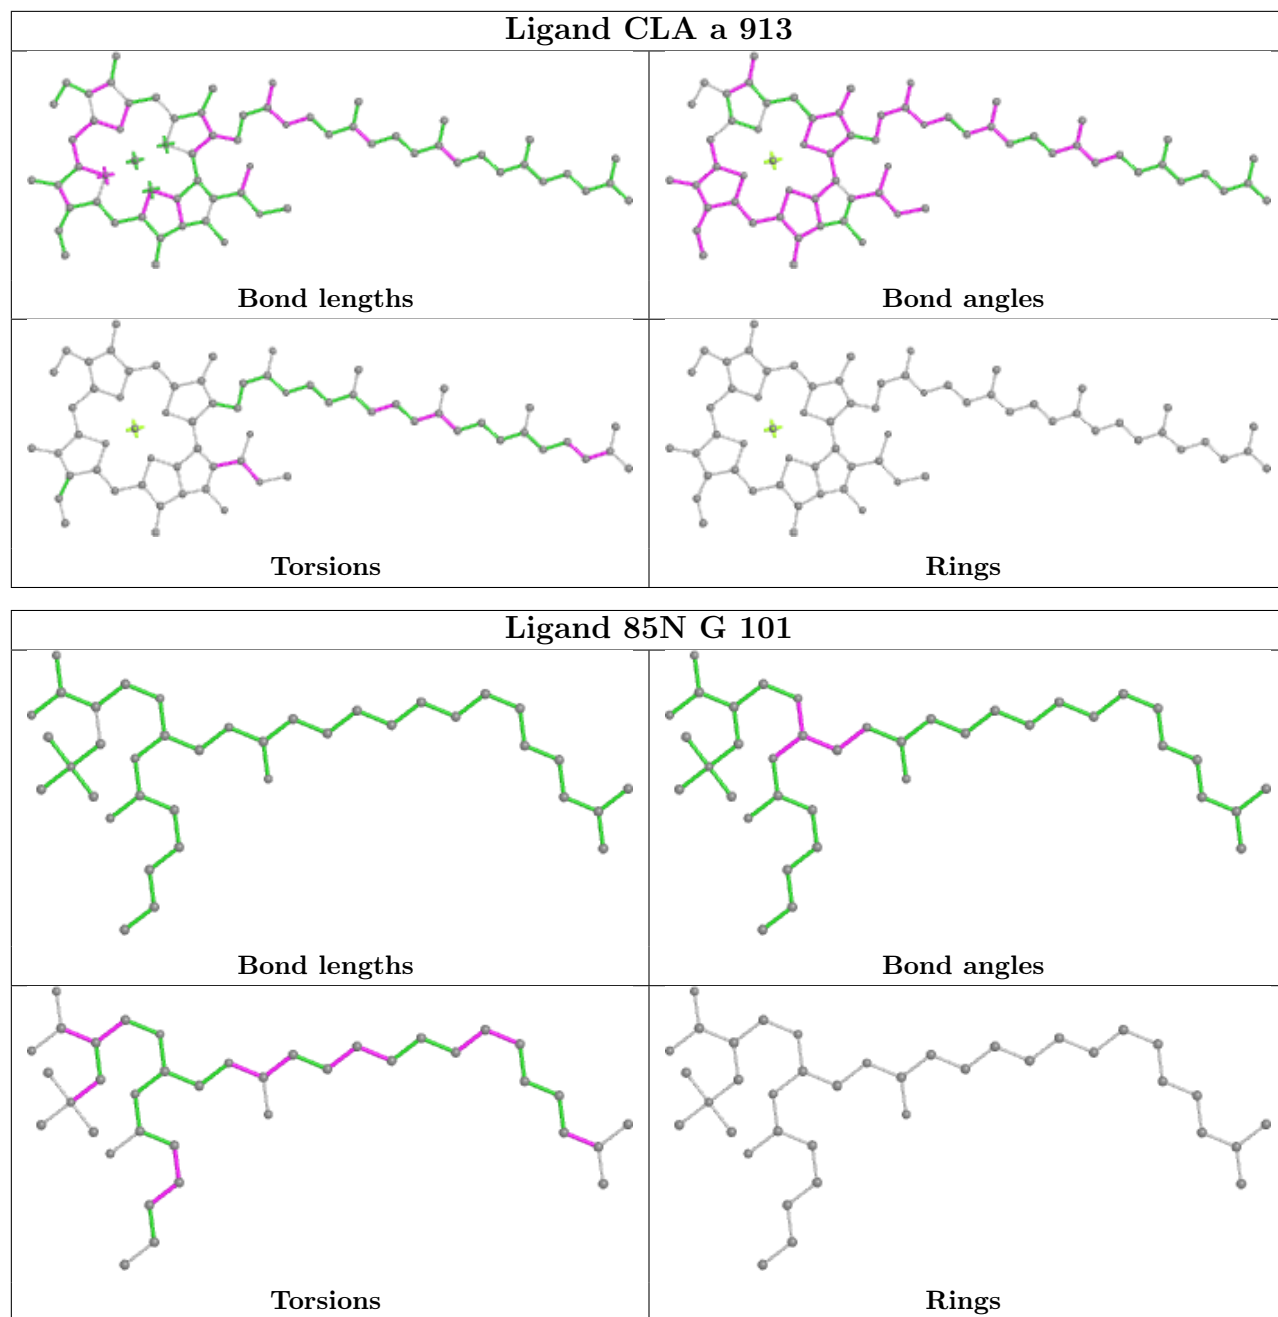 Ligand CLA a 913
Bond lengths
Bond angles
Torsions
Rings
Ligand 85N G 101
Bond lengths
Bond angles
Torsions
Rings